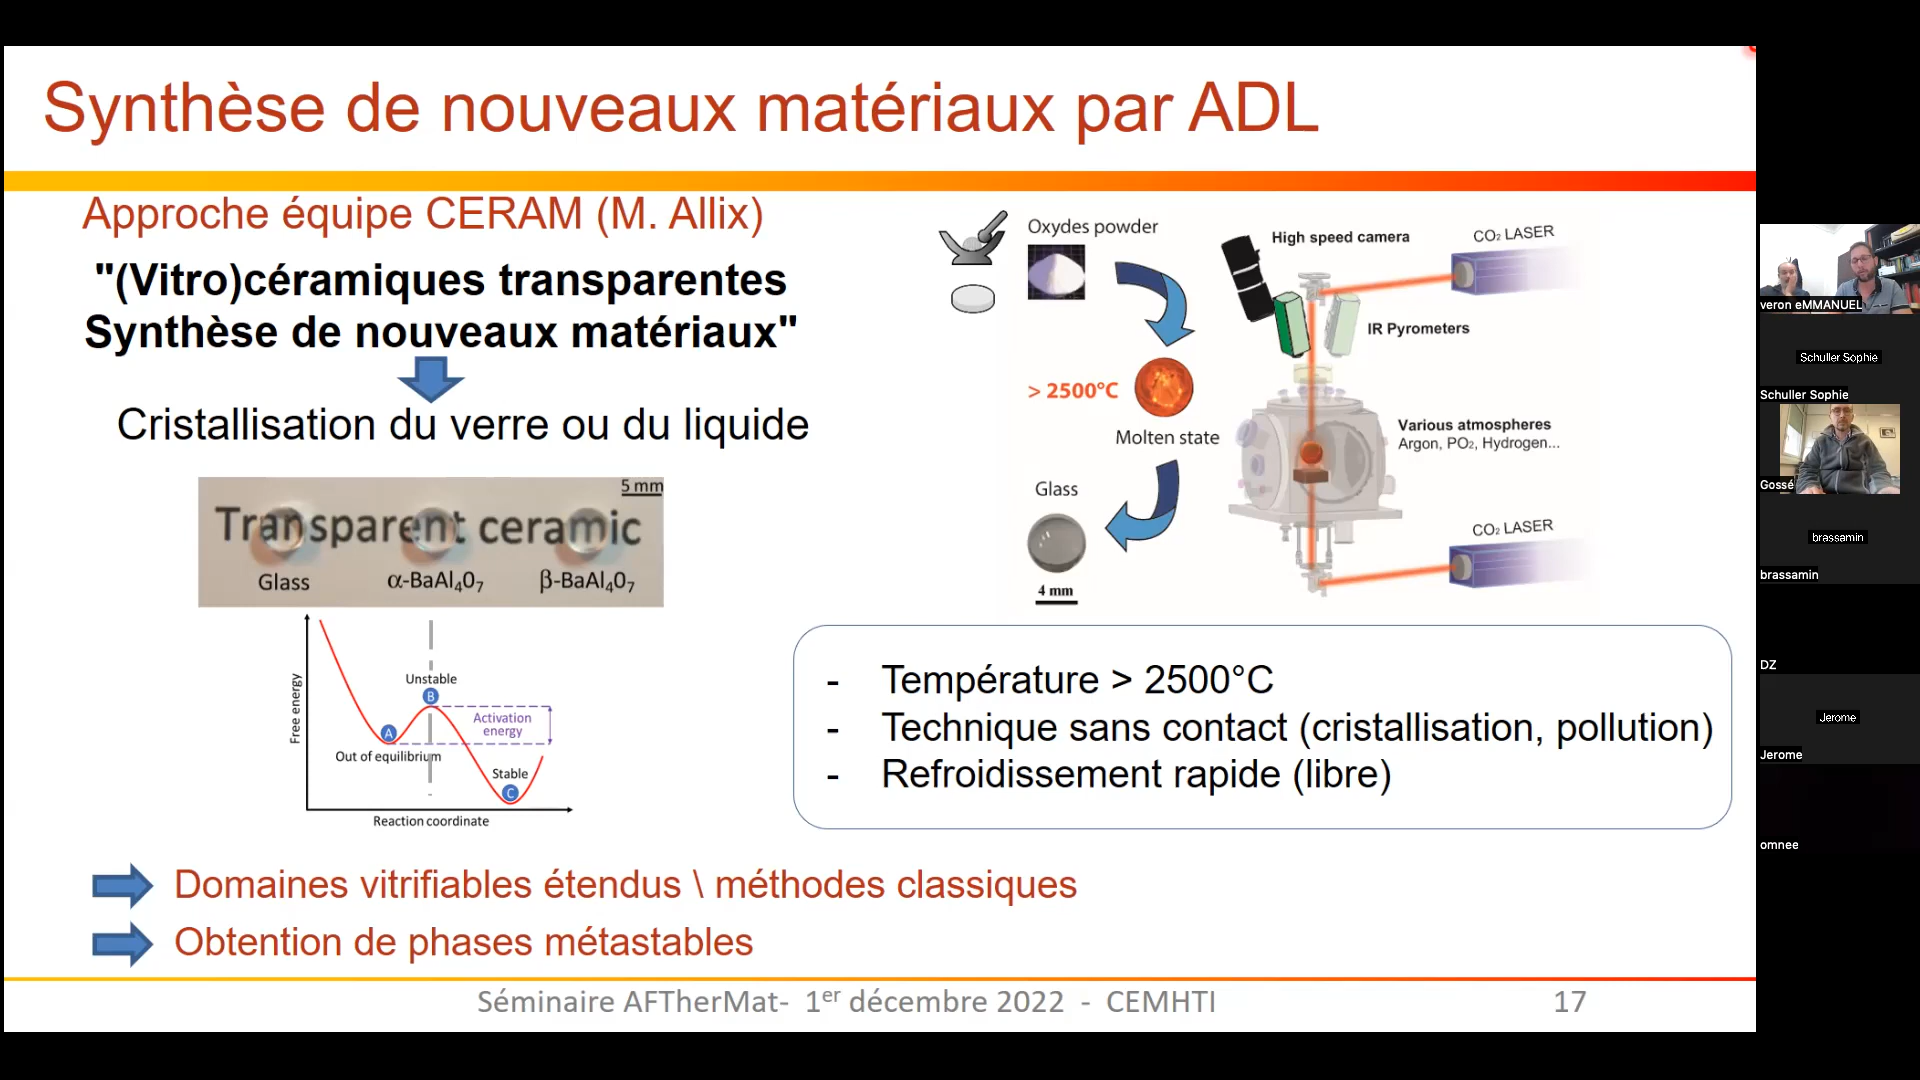 Synthèse de nouveaux matériaux par ADL
Approche équipe CERAM (M. Allix)
"(Vitro)céramiques transparentes
Synthèse de nouveaux matériaux"
Cristallisation du verre ou du liquide
5 mm
Transparent ceramic
Glass
α-BaAl₄O₇
β-BaAl₄O₇
Free energy
Unstable
B
Activation
energy
A
Out of equilibrium
Stable
C
Reaction coordinate
Oxydes powder
> 2500°C
Molten state
Glass
4 mm
High speed camera
CO₂ LASER
IR Pyrometers
Various atmospheres
Argon, PO₂, Hydrogen...
CO₂ LASER
- Température > 2500°C
- Technique sans contact (cristallisation, pollution)
- Refroidissement rapide (libre)
Domaines vitrifiables étendus \ méthodes classiques
Obtention de phases métastables
Séminaire AFTherMat- 1er décembre 2022 - CEMHTI
17
veron eMMANUEL
Schuller Sophie
Schuller Sophie
Gossé
brassamin
brassamin
DZ
Jerome
Jerome
omnee